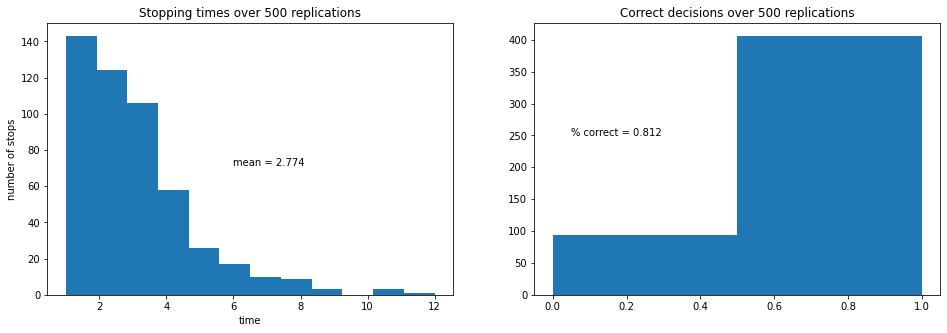 Stopping times over 500 replications
140
120
100
80
60
40
20
0
number of stops
mean = 2.774
2 4 6 8 10 12
time
Correct decisions over 500 replications
400
350
300
250
200
150
100
50
0
% correct = 0.812
0.0 0.2 0.4 0.6 0.8 1.0